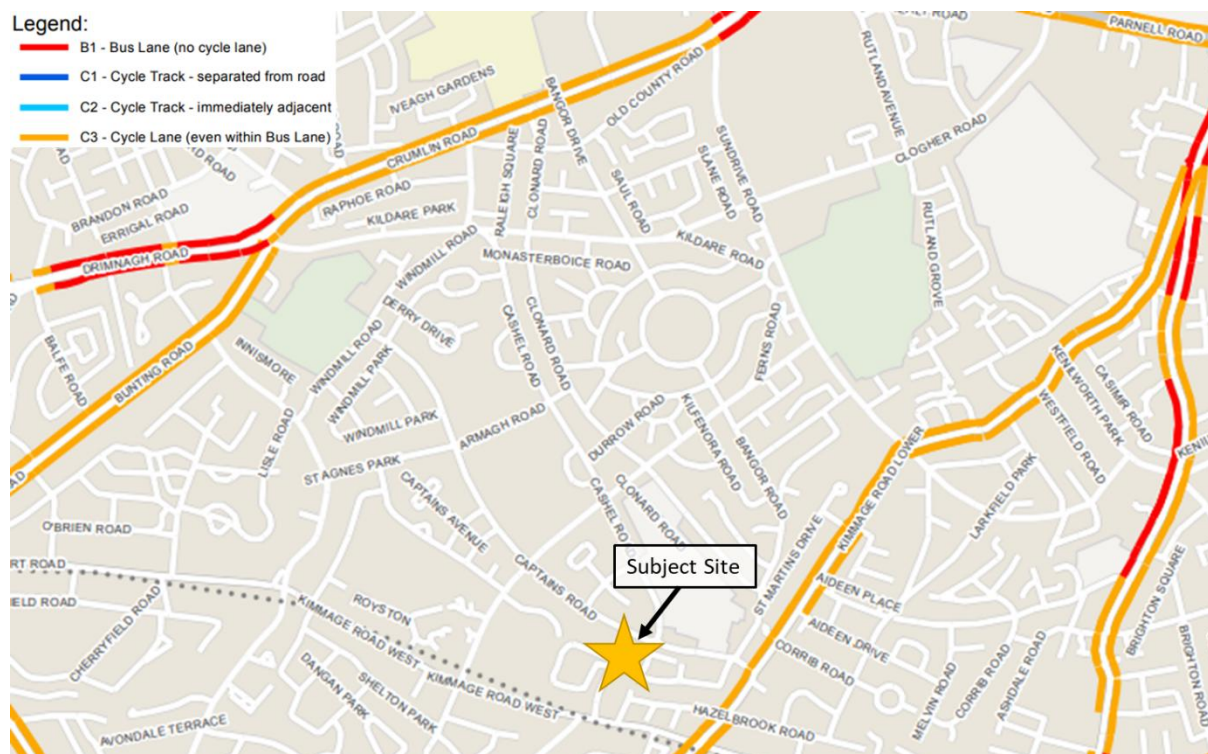 Legend:
B1 - Bus Lane (no cycle lane)
C1 - Cycle Track - separated from road
C2 - Cycle Track - immediately adjacent
C3 - Cycle Lane (even within Bus Lane)
PARNELL ROAD
RUTLAND AVENUE
OLD COUNTY ROAD
BANGOR DRIVE
IVEAGH GARDENS
CRUMLIN ROAD
CLOGHER ROAD
SUNDRIVE ROAD
SLANE ROAD
SAUL ROAD
CLONARD ROAD
RALEIGH SQUARE
RAPHOE ROAD
KILDARE PARK
BRANDON ROAD
ERRIGAL ROAD
DRIMNAGH ROAD
RUTLAND GROVE
KILDARE ROAD
MONASTERBOICE ROAD
WINDMILL ROAD
DERRY DRIVE
CASHEL ROAD
CLONARD ROAD
FERNS ROAD
BALFE ROAD
BUNTING ROAD
INNISMORE
WINDMILL ROAD
WINDMILL PARK
WINDMILL PARK
KENILWORTH PARK
CASIMIR ROAD
WESTFIELD ROAD
ARMAGH ROAD
DURROW ROAD
KILFENORA ROAD
BANGOR ROAD
LISLE ROAD
ST AGNES PARK
KIMMAGE ROAD LOWER
LARKFIELD PARK
CAPTAINS AVENUE
CASHEL ROAD
CLONARD ROAD
O'BRIEN ROAD
CAPTAINS ROAD
ST MARTINS DRIVE
Subject Site
AIDEEN PLACE
AIDEEN DRIVE
BRIGHTON SQUARE
BRIGHTON ROAD
CHERRYFIELD ROAD
ROYSTON
KIMMAGE ROAD WEST
DANGAN PARK
SHELTON PARK
KIMMAGE ROAD WEST
CORRIB ROAD
MELVIN ROAD
CORRIB ROAD
ASHDALE ROAD
HAZELBROOK ROAD
AVONDALE TERRACE